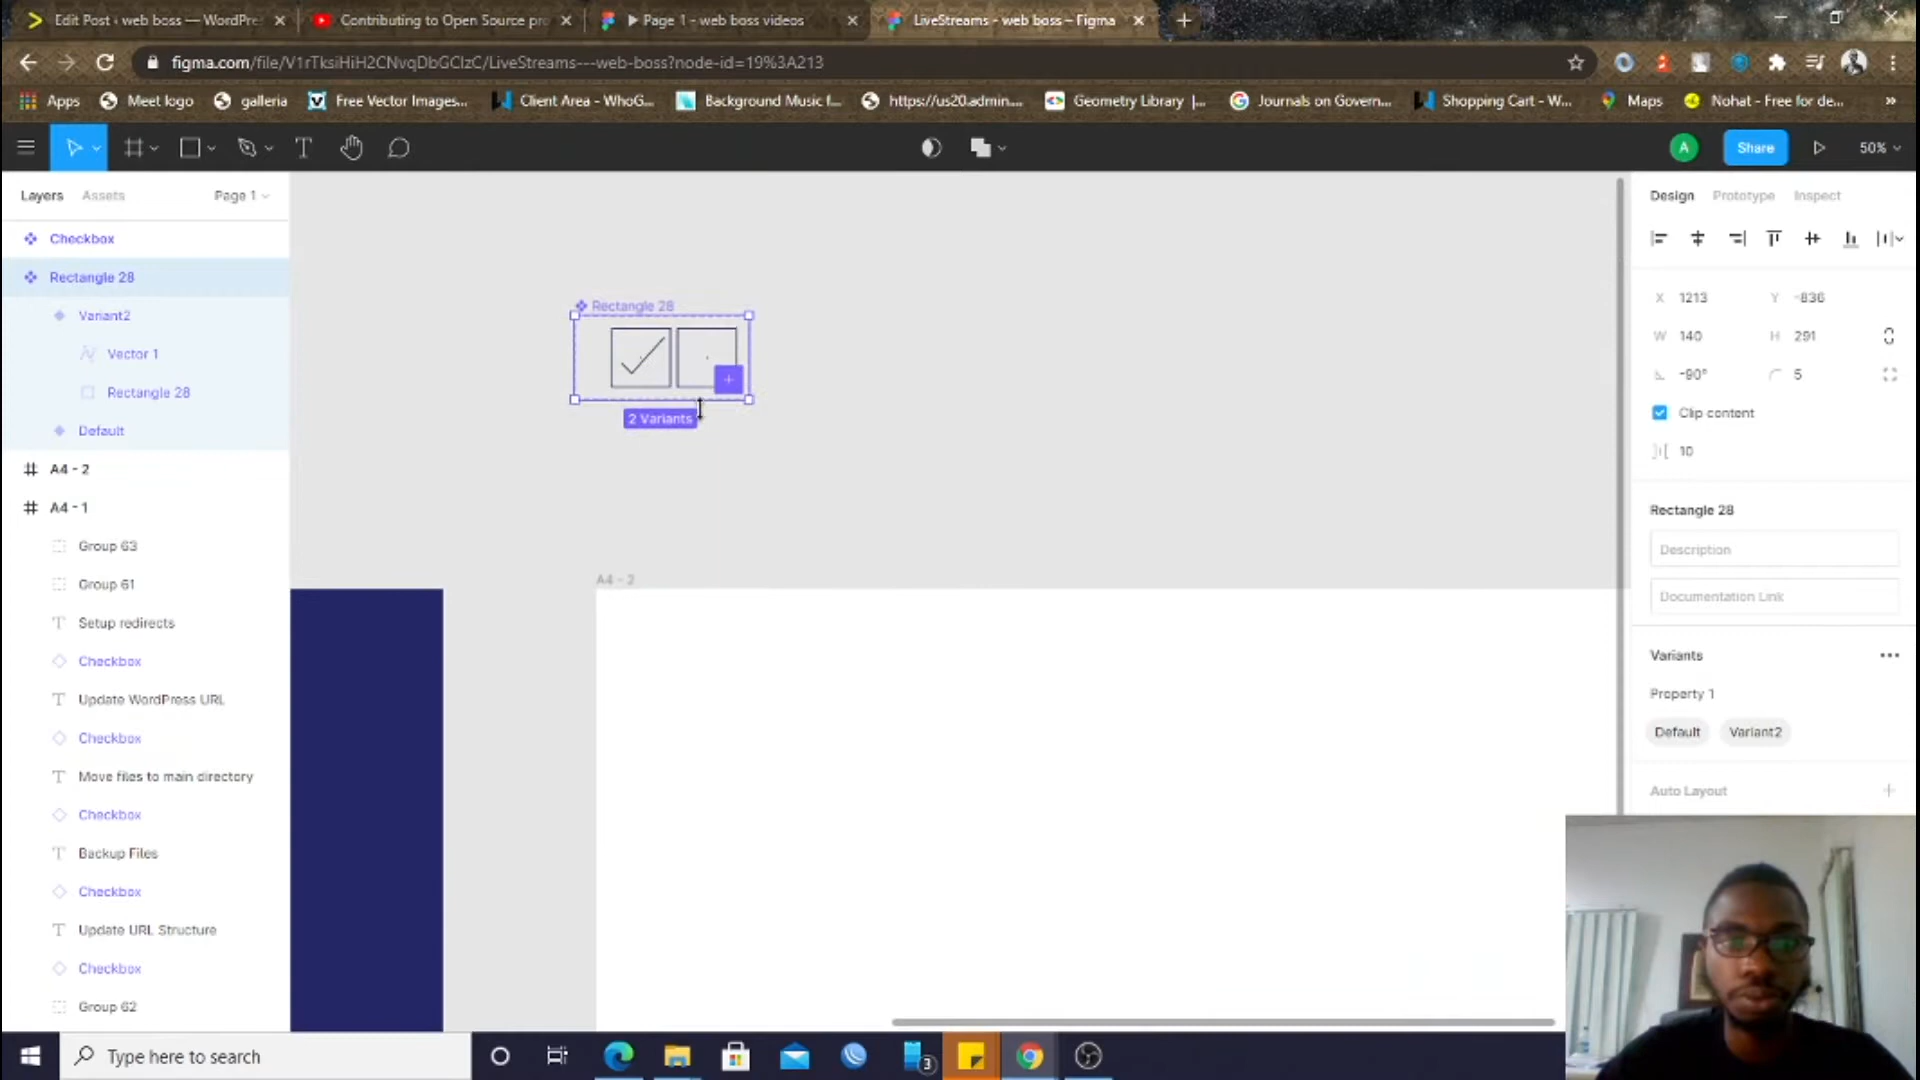 Edit Post ‹ web boss — WordPre
Contributing to Open Source pro
▶ Page 1 - web boss videos
LiveStreams - web boss – Figma
figma.com/file/V1rTksiHiH2CNvqDbGClzC/LiveStreams---web-boss?node-id=19%3A213
Apps
Meet logo
galleria
Free Vector Images...
Client Area - WhoG...
Background Music f...
https://us20.admin....
Geometry Library |...
Journals on Govern...
Shopping Cart - W...
Maps
Nohat - Free for de...
»
A
Share
50%
Layers
Assets
Page 1
Design
Prototype
Inspect
Checkbox
Rectangle 28
Variant2
Vector 1
Rectangle 28
Default
A4 - 2
A4 - 1
Group 63
Group 61
Setup redirects
Checkbox
Update WordPress URL
Checkbox
Move files to main directory
Checkbox
Backup Files
Checkbox
Update URL Structure
Checkbox
Group 62
Rectangle 28
2 Variants
A4 - 2
X 1213
Y -836
W 140
H 291
-90°
5
Clip content
10
Rectangle 28
Description
Documentation Link
Variants
Property 1
Default
Variant2
Auto Layout
Type here to search
3